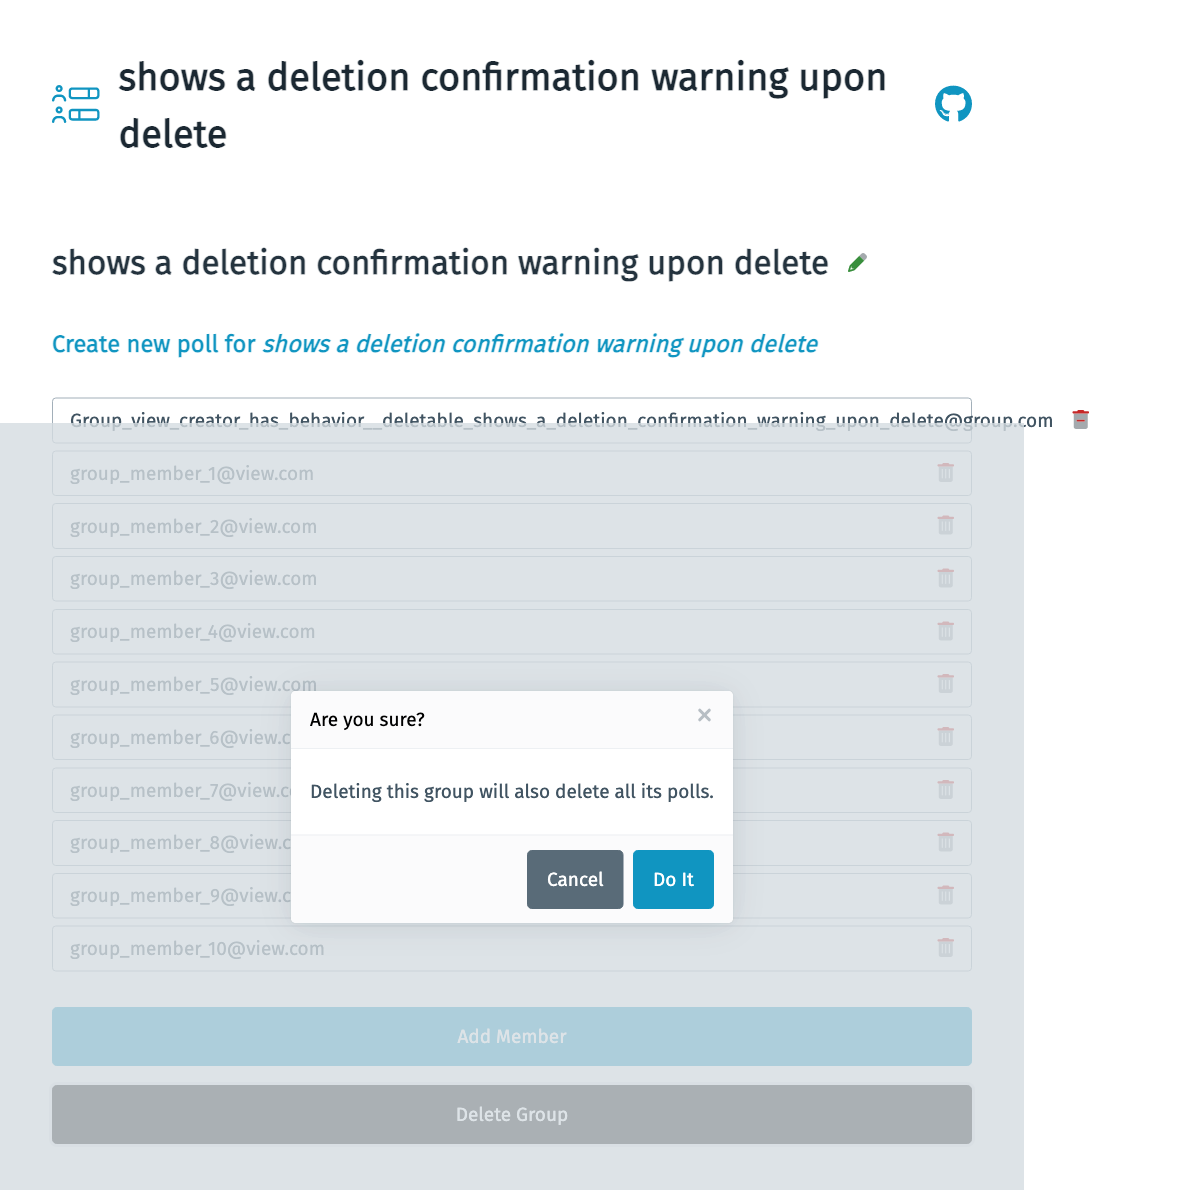 shows a deletion confirmation warning upon
delete
shows a deletion confirmation warning upon delete
Create new poll for shows a deletion confirmation warning upon delete
Group_view_creator_has_behavior__deletable_shows_a_deletion_confirmation_warning_upon_delete@group.com
group_member_1@view.com
group_member_2@view.com
group_member_3@view.com
group_member_4@view.com
group_member_5@view.com
group_member_6@view.c
group_member_7@view.c
group_member_8@view.c
group_member_9@view.c
group_member_10@view.com
Are you sure?
×
Deleting this group will also delete all its polls.
Cancel
Do It
Add Member
Delete Group